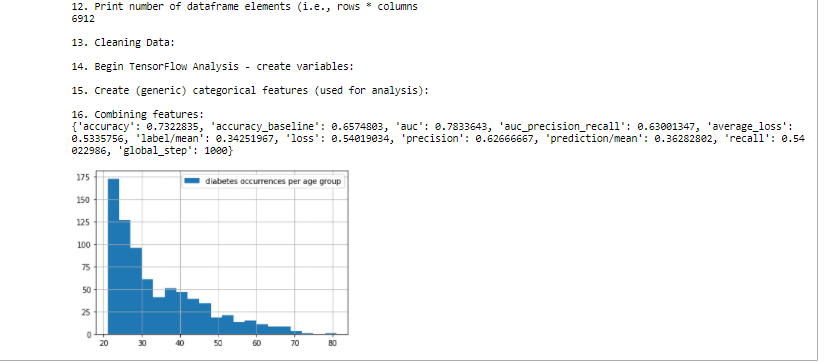 12. Print number of dataframe elements (i.e., rows * columns
6912
13. Cleaning Data:
14. Begin TensorFlow Analysis - create variables:
15. Create (generic) categorical features (used for analysis):
16. Combining features:
{'accuracy': 0.7322835, 'accuracy_baseline': 0.6574803, 'auc': 0.7833643, 'auc_precision_recall': 0.63001347, 'average_loss':
0.5335756, 'label/mean': 0.34251967, 'loss': 0.54019034, 'precision': 0.62666667, 'prediction/mean': 0.36282802, 'recall': 0.54
022986, 'global_step': 1000}
diabetes occurrences per age group
175
150
125
100
75
50
25
0
20 30 40 50 60 70 80